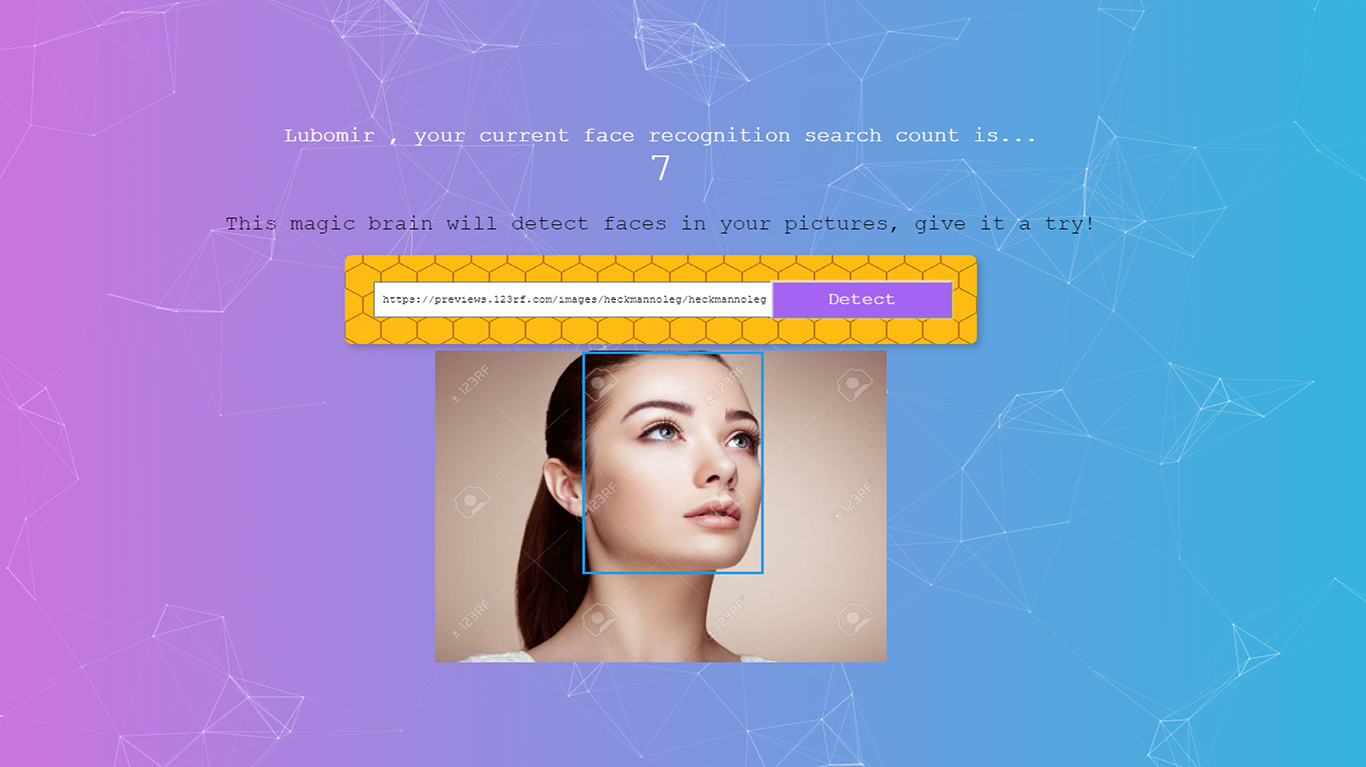 Lubomir , your current face recognition search count is...
7
This magic brain will detect faces in your pictures, give it a try!
https://previews.123rf.com/images/heckmannoleg/heckmannoleg
Detect
123RF
123RF
123RF
123RF
123RF
123RF